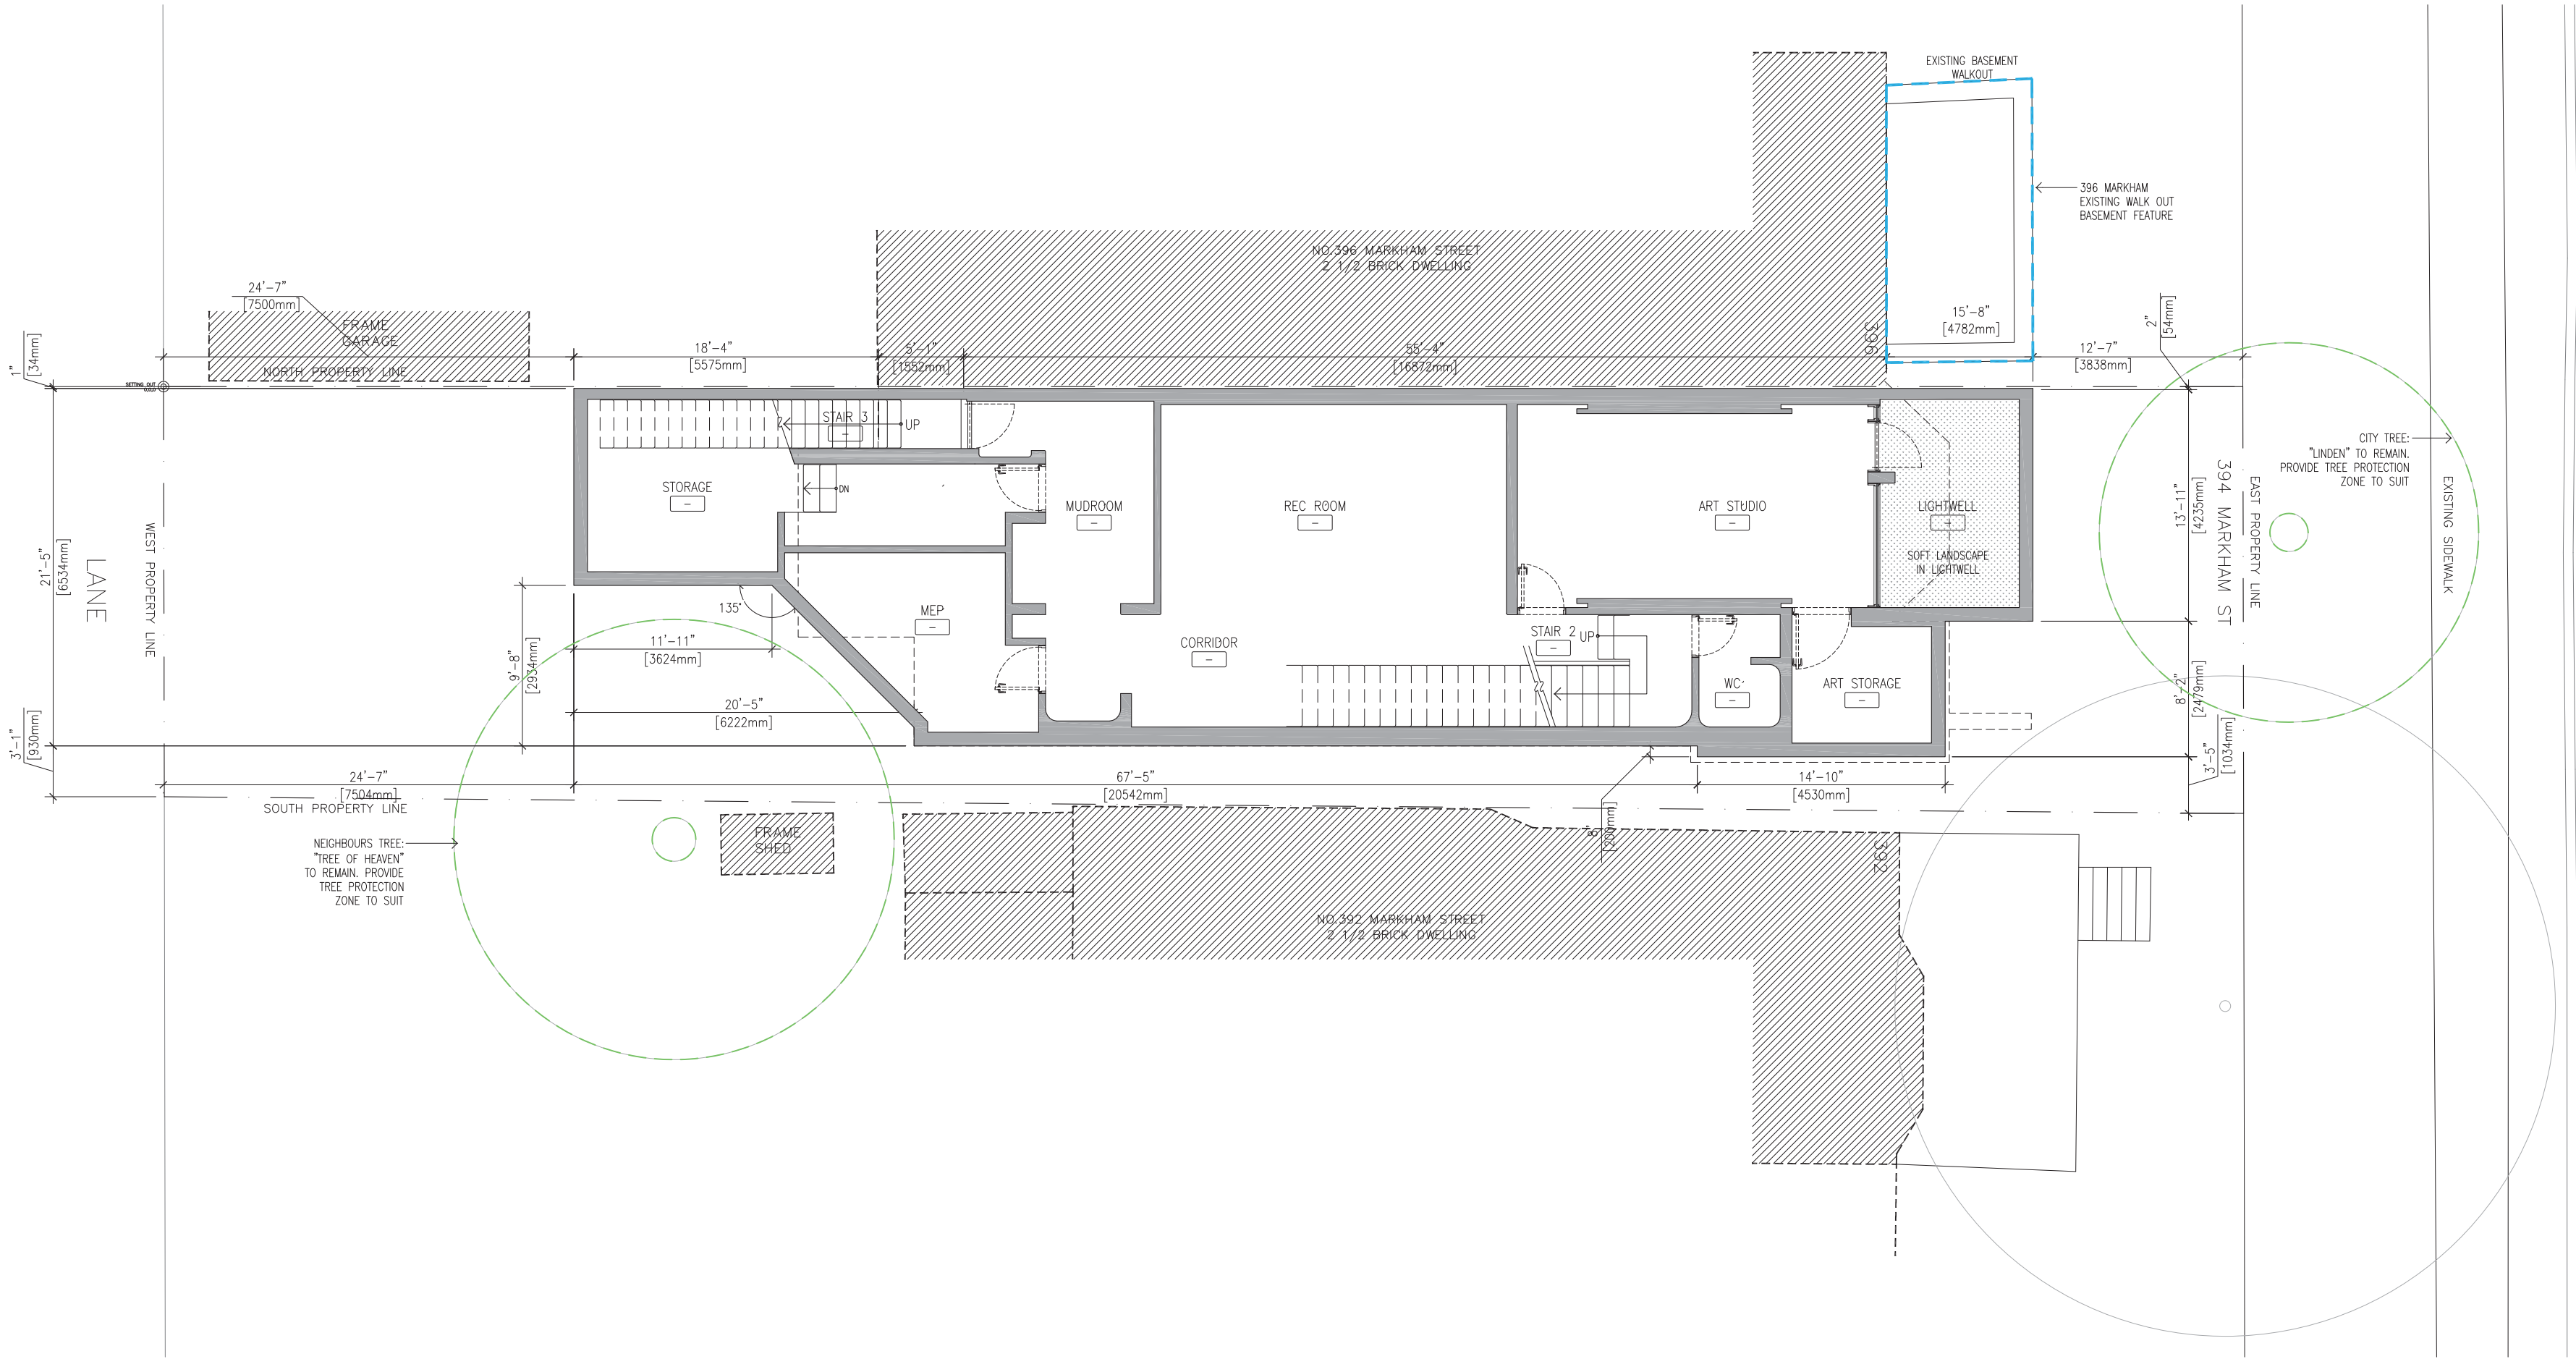 EXISTING BASEMENT
WALKOUT
396 MARKHAM
EXISTING WALK OUT
BASEMENT FEATURE
NO.396 MARKHAM STREET
2 1/2 BRICK DWELLING
24'-7"
[7500mm]
FRAME
GARAGE
NORTH PROPERTY LINE
1"
[34mm]
SETTING OUT
18'-4"
[5575mm]
5'-1"
[1552mm]
55'-4"
[16872mm]
396
15'-8"
[4782mm]
2"
[54mm]
12'-7"
[3838mm]
STAIR 3
-
UP
STORAGE
-
DN
MUDROOM
-
REC ROOM
-
ART STUDIO
-
LIGHTWELL
-
SOFT LANDSCAPE
IN LIGHTWELL
13'-11"
[4235mm]
394 MARKHAM ST
EAST PROPERTY LINE
CITY TREE:
"LINDEN" TO REMAIN.
PROVIDE TREE PROTECTION
ZONE TO SUIT
EXISTING SIDEWALK
21'-5"
[6534mm]
LANE
WEST PROPERTY LINE
135°
MEP
-
11'-11"
[3624mm]
9'-8"
[2934mm]
CORRIDOR
-
STAIR 2
-
UP
WC
-
ART STORAGE
-
8'-2"
[2479mm]
20'-5"
[6222mm]
3'-1"
[930mm]
3'-5"
[1034mm]
24'-7"
[7504mm]
67'-5"
[20542mm]
14'-10"
[4530mm]
8"
[200mm]
SOUTH PROPERTY LINE
NEIGHBOURS TREE:
"TREE OF HEAVEN"
TO REMAIN. PROVIDE
TREE PROTECTION
ZONE TO SUIT
FRAME
SHED
392
NO.392 MARKHAM STREET
2 1/2 BRICK DWELLING